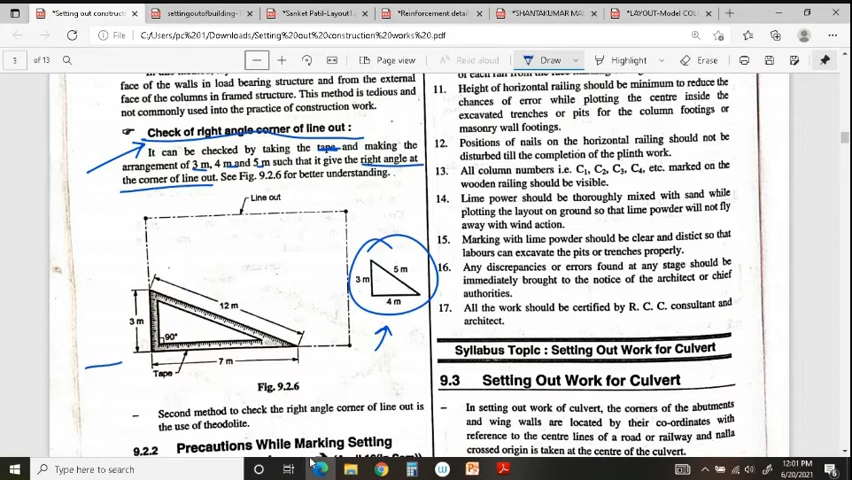 *Setting out construct
settingoutofbuilding-T
*Sanket Patil-LayoutT
*Reinforcement detail
*SHANTAKUMAR MA
*LAYOUT-Model COL
File
C:/Users/pc%201/Downloads/Setting%20out%20construction%20works%20.pdf
3 of 13
Page view
Read aloud
Draw
Highlight
Erase
face of the walls in load bearing structure and from the external
face of the columns in framed structure. This method is tedious and
not commonly used into the practice of construction work.
Check of right angle corner of line out :
It can be checked by taking the tape and making the
arrangement of 3 m, 4 m and 5 m such that it give the right angle at
the corner of line out. See Fig. 9.2.6 for better understanding.
Line out
12 m
3 m
90°
7 m
Tape
5 m
3 m
4 m
Fig. 9.2.6
– Second method to check the right angle corner of line out is
the use of theodolite.
9.2.2 Precautions While Marking Setting
11. Height of horizontal railing should be minimum to reduce the
chances of error while plotting the centre inside the
excavated trenches or pits for the column footings or
masonry wall footings.
12. Positions of nails on the horizontal railing should not be
disturbed till the completion of the plinth work.
13. All column numbers i.e. C₁, C₂, C₃, C₄, etc. marked on the
wooden railing should be visible.
14. Lime power should be thoroughly mixed with sand while
plotting the layout on ground so that lime powder will not fly
away with wind action.
15. Marking with lime powder should be clear and distict so that
labours can excavate the pits or trenches properly.
16. Any discrepancies or errors found at any stage should be
immediately brought to the notice of the architect or chief
authorities.
17. All the work should be certified by R. C. C. consultant and
architect.
Syllabus Topic : Setting Out Work for Culvert
9.3 Setting Out Work for Culvert
– In setting out work of culvert, the corners of the abutments
and wing walls are located by their co-ordinates with
reference to the centre lines of a road or railway and nalla
crossed origin is taken at the centre of the culvert.
Type here to search
12:01 PM
6/20/2021